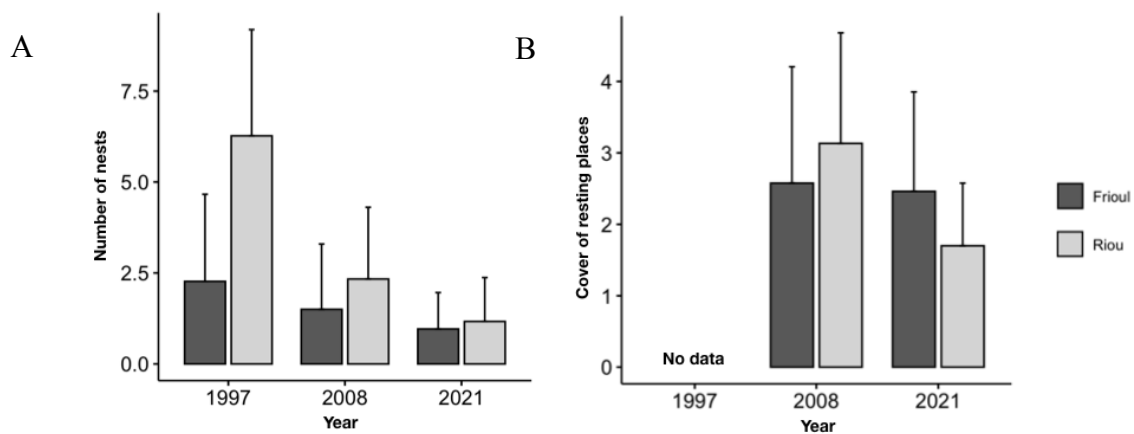 A
Number of nests
7.5
5.0
2.5
0.0
1997
2008
2021
Year
B
Cover of resting places
4
3
2
1
0
No data
1997
2008
2021
Year
Frioul
Riou